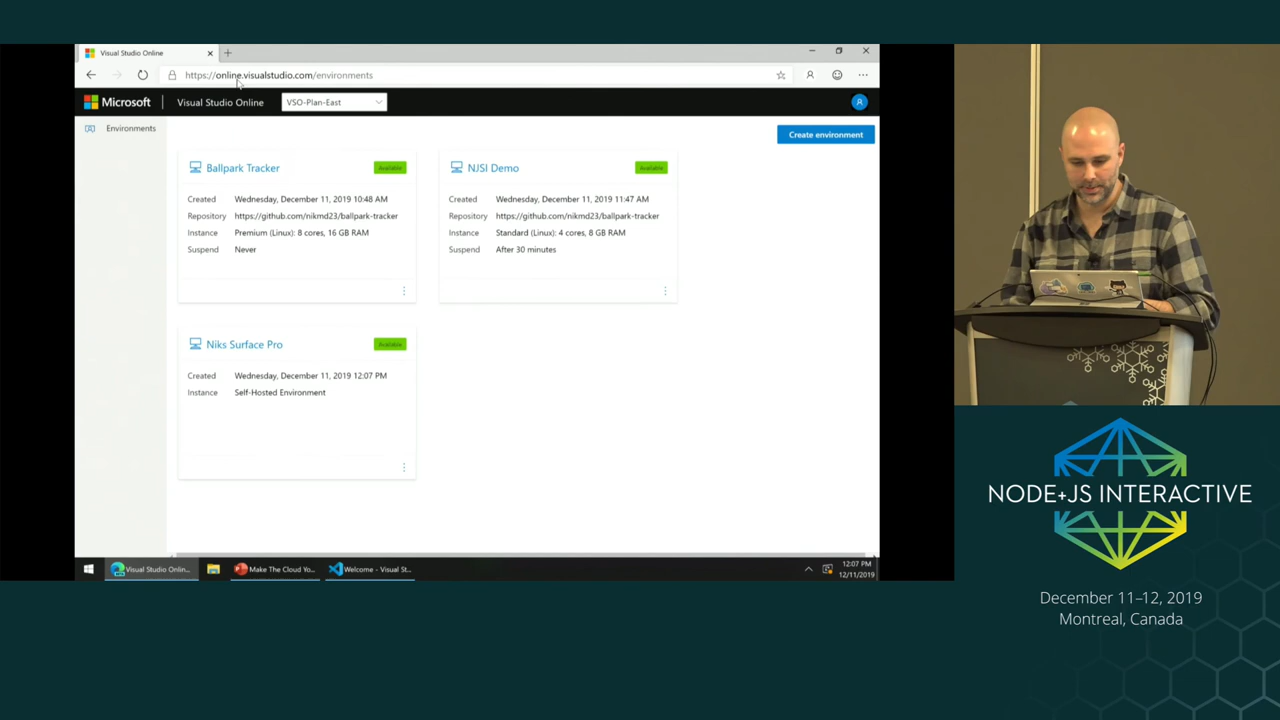 Visual Studio Online
https://online.visualstudio.com/environments
Microsoft
Visual Studio Online
VSO-Plan-East
Environments
Create environment
Ballpark Tracker
Available
Created
Wednesday, December 11, 2019 10:48 AM
Repository
https://github.com/nikmd23/ballpark-tracker
Instance
Premium (Linux): 8 cores, 16 GB RAM
Suspend
Never
NJSI Demo
Available
Created
Wednesday, December 11, 2019 11:47 AM
Repository
https://github.com/nikmd23/ballpark-tracker
Instance
Standard (Linux): 4 cores, 8 GB RAM
Suspend
After 30 minutes
Niks Surface Pro
Available
Created
Wednesday, December 11, 2019 12:07 PM
Instance
Self-Hosted Environment
Visual Studio Onlin...
Make The Cloud Yo...
Welcome - Visual St...
12:07 PM
12/11/2019
NODE+JS INTERACTIVE
December 11–12, 2019
Montreal, Canada